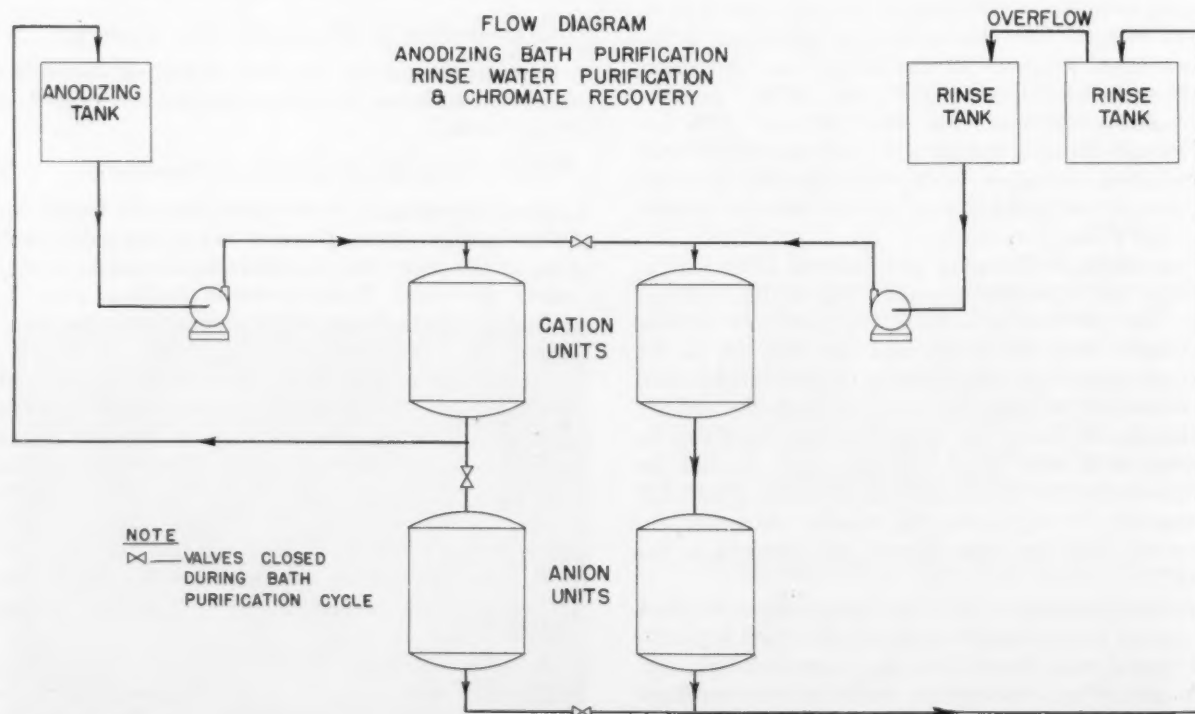 FLOW DIAGRAM
ANODIZING BATH PURIFICATION
RINSE WATER PURIFICATION
& CHROMATE RECOVERY
OVERFLOW
ANODIZING
TANK
RINSE
TANK
RINSE
TANK
CATION
UNITS
NOTE
VALVES CLOSED
DURING BATH
PURIFICATION CYCLE
ANION
UNITS